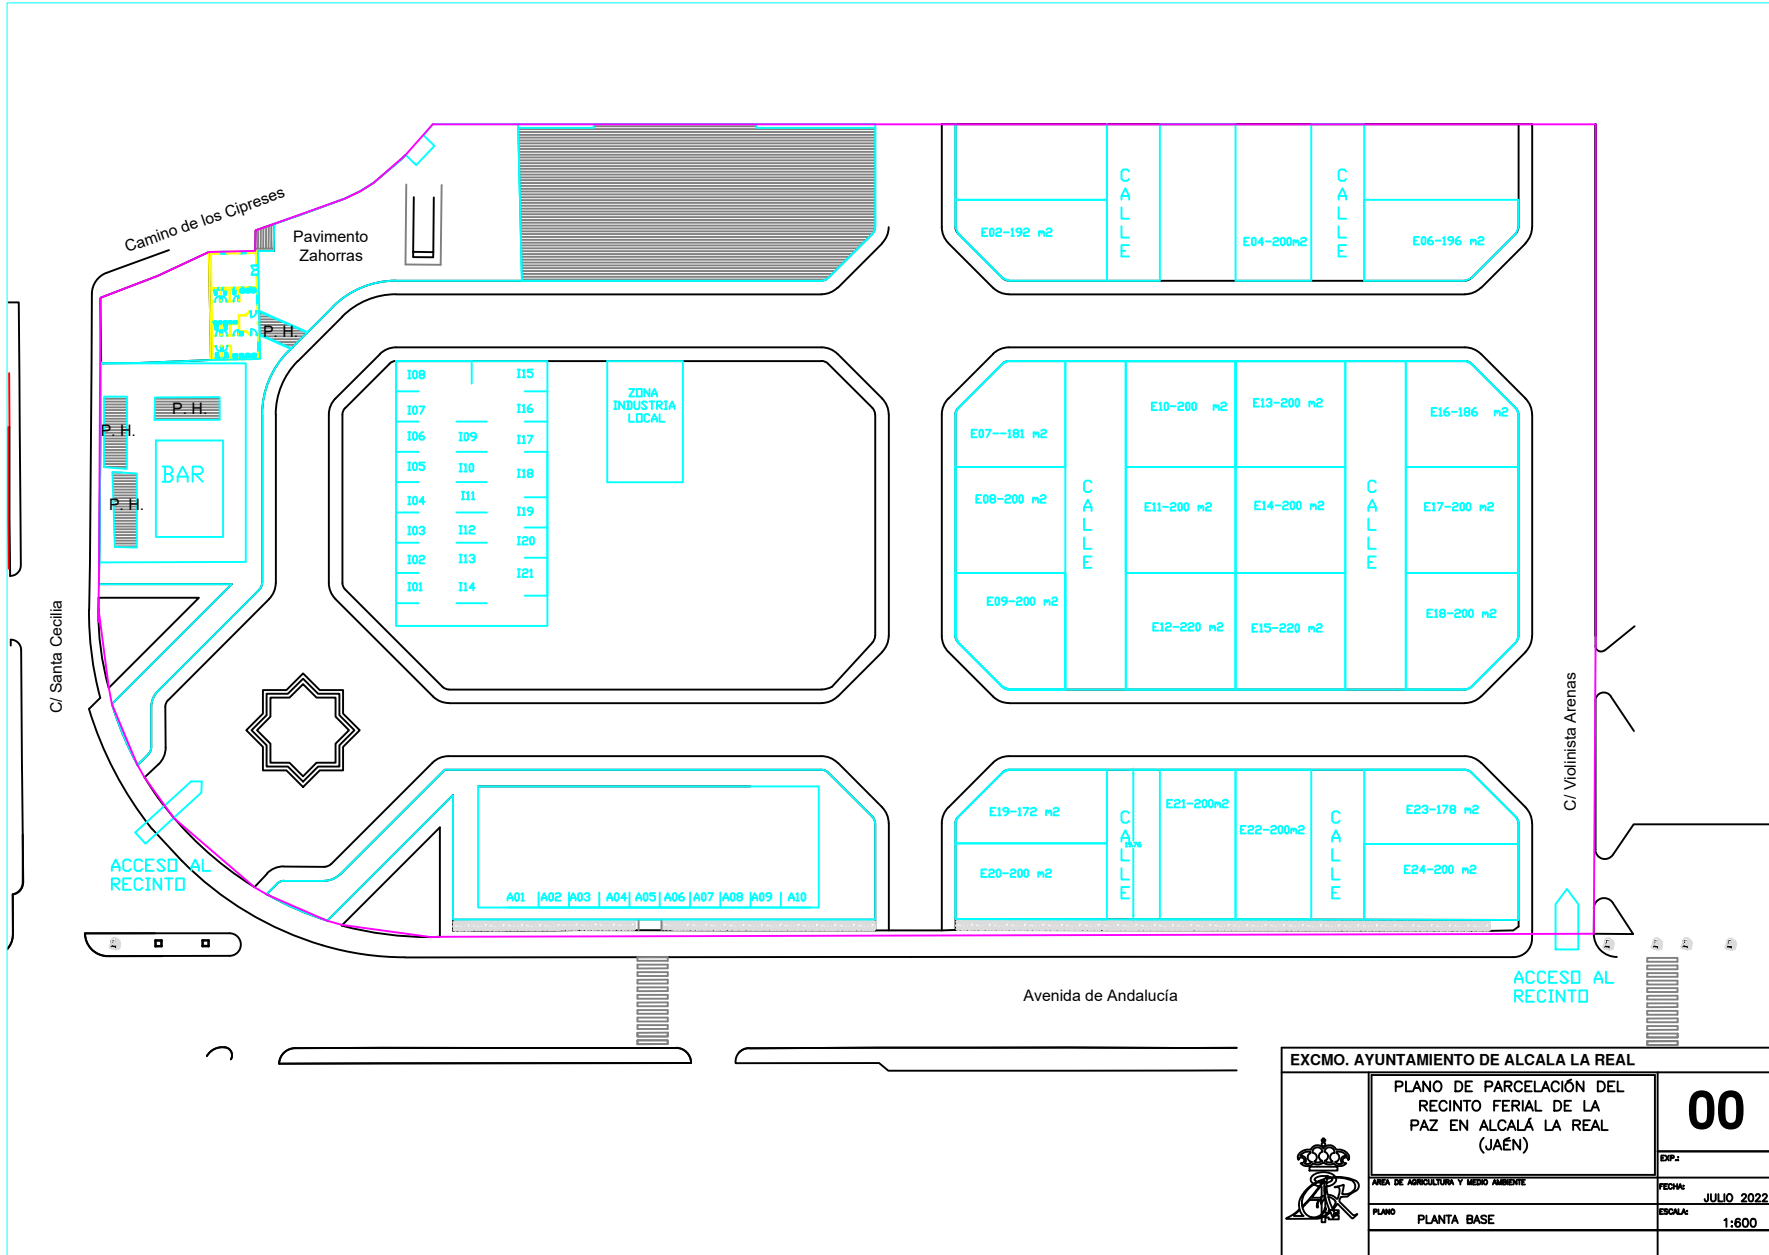 Camino de los Cipreses
Pavimento
Zahorras
P. H.
P. H.
P. H.
P. H.
BAR
C/ Santa Cecilia
I08
I07
I06
I05
I04
I03
I02
I01
I09
I10
I11
I12
I13
I14
I15
I16
I17
I18
I19
I20
I21
ZONA
INDUSTRIA
LOCAL
CALLE
CALLE
E02-192 m2
E04-200m2
E06-196 m2
E07--181 m2
E08-200 m2
E09-200 m2
CALLE
E10-200 m2
E11-200 m2
E12-220 m2
E13-200 m2
E14-200 m2
E15-220 m2
CALLE
E16-186 m2
E17-200 m2
E18-200 m2
C/ Violinista Arenas
E19-172 m2
E20-200 m2
CALLE
E21-200m2
E22-200m2
CALLE
E23-178 m2
E24-200 m2
A01 A02 A03 A04 A05 A06 A07 A08 A09 A10
ACCESO AL
RECINTO
Avenida de Andalucía
ACCESO AL
RECINTO
EXCMO. AYUNTAMIENTO DE ALCALA LA REAL
PLANO DE PARCELACIÓN DEL
RECINTO FERIAL DE LA
PAZ EN ALCALÁ LA REAL
(JAÉN)
00
EXP.:
AREA DE AGRICULTURA Y MEDIO AMBIENTE
FECHA:
JULIO 2022
PLANO
PLANTA BASE
ESCALA:
1:600